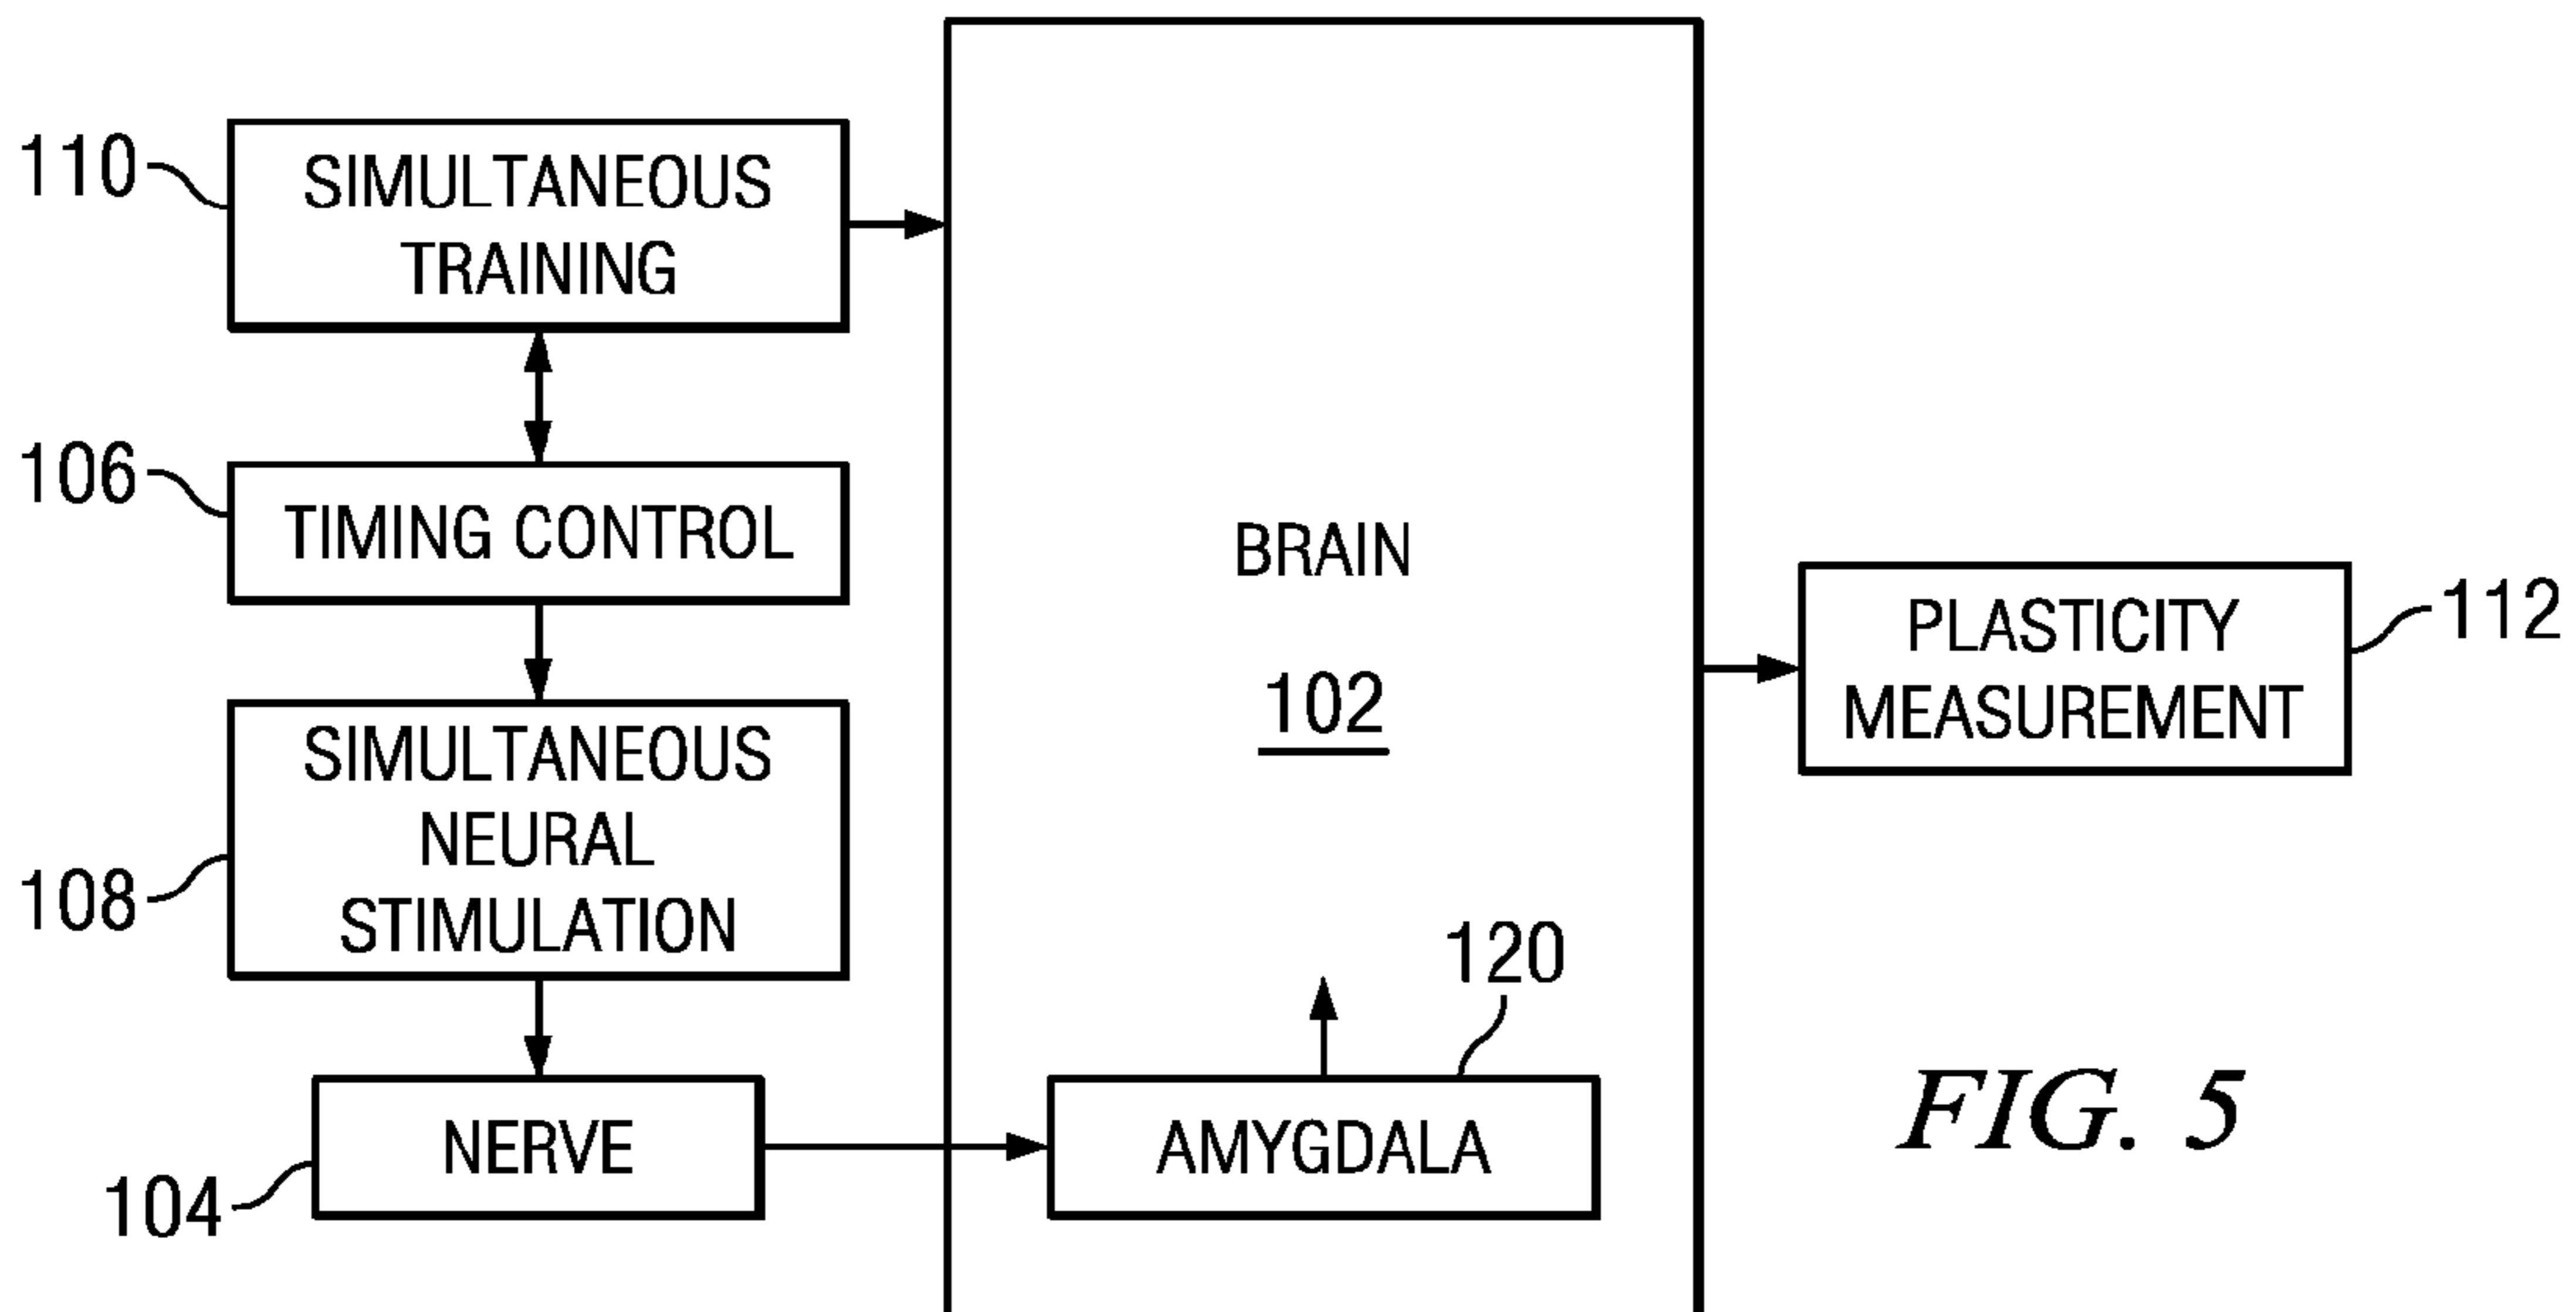 110
SIMULTANEOUS
TRAINING
106
TIMING CONTROL
108
SIMULTANEOUS
NEURAL
STIMULATION
104
NERVE
BRAIN
102
120
AMYGDALA
PLASTICITY
MEASUREMENT
112
FIG. 5